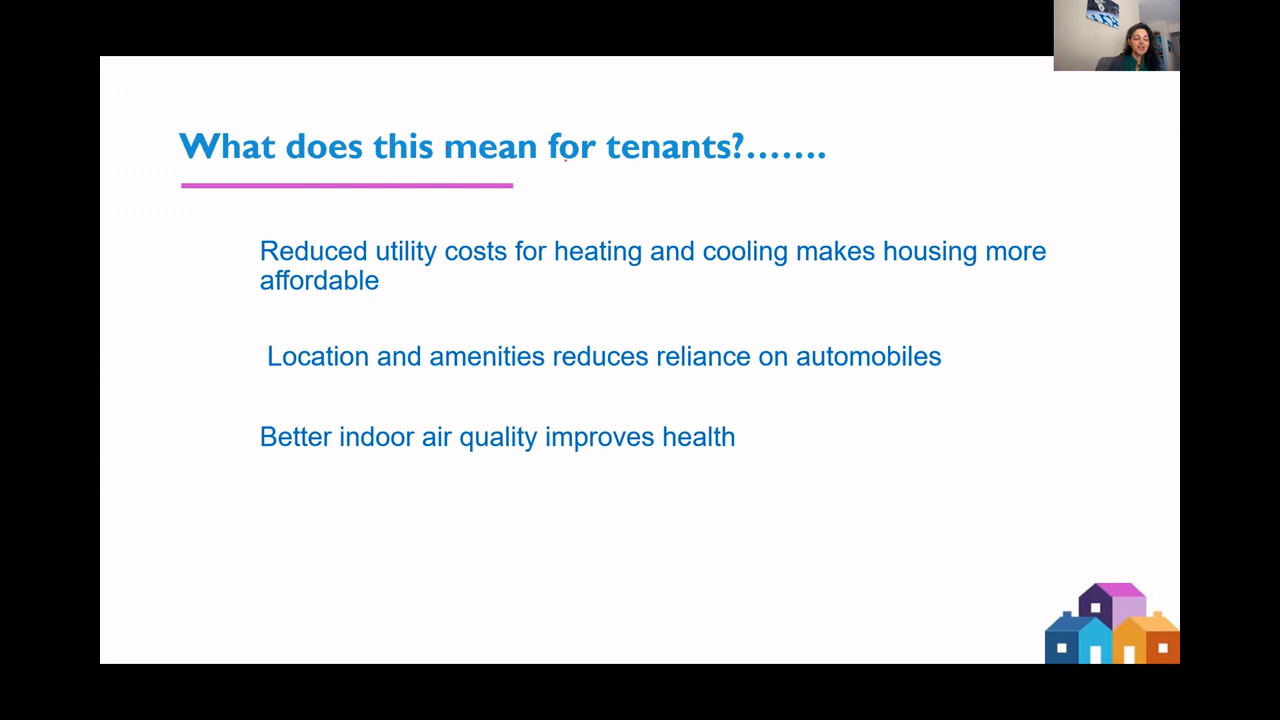 What does this mean for tenants?.......
Reduced utility costs for heating and cooling makes housing more
affordable
Location and amenities reduces reliance on automobiles
Better indoor air quality improves health